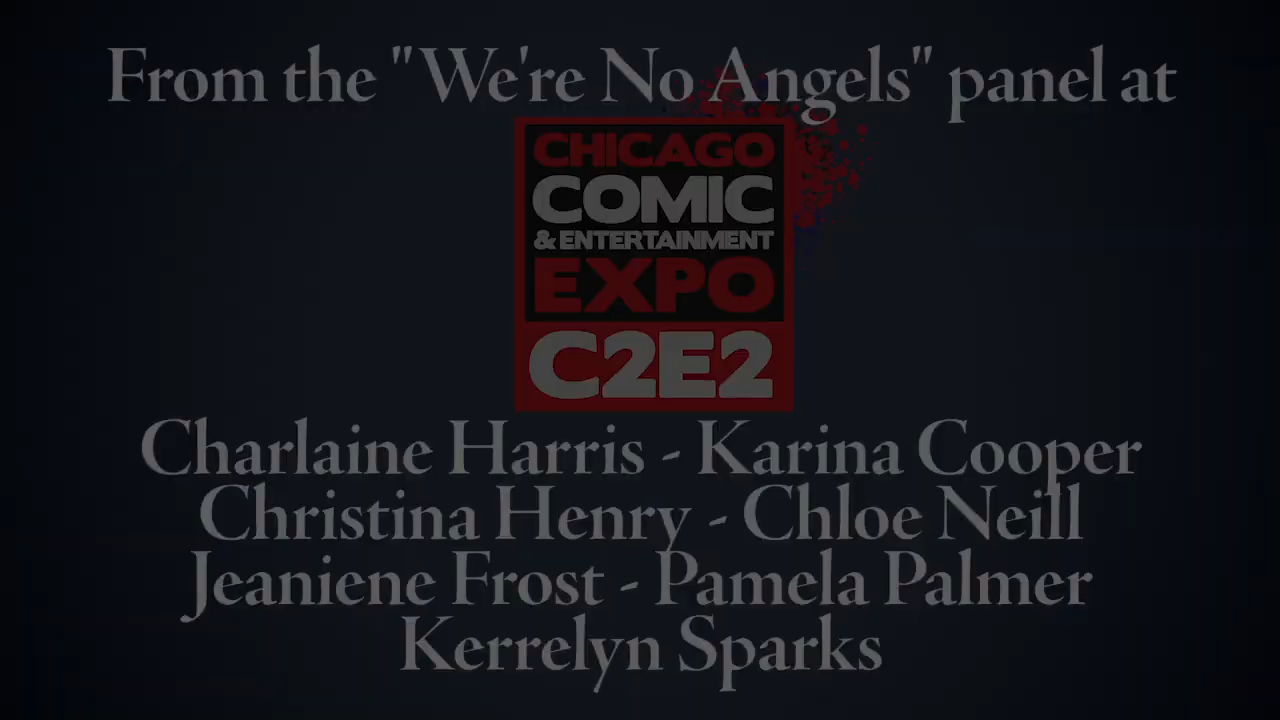 From the "We're No Angels" panel at
CHICAGO
COMIC
& ENTERTAINMENT
EXPO
C2E2
Charlaine Harris - Karina Cooper
Christina Henry - Chloe Neill
Jeaniene Frost - Pamela Palmer
Kerrelyn Sparks